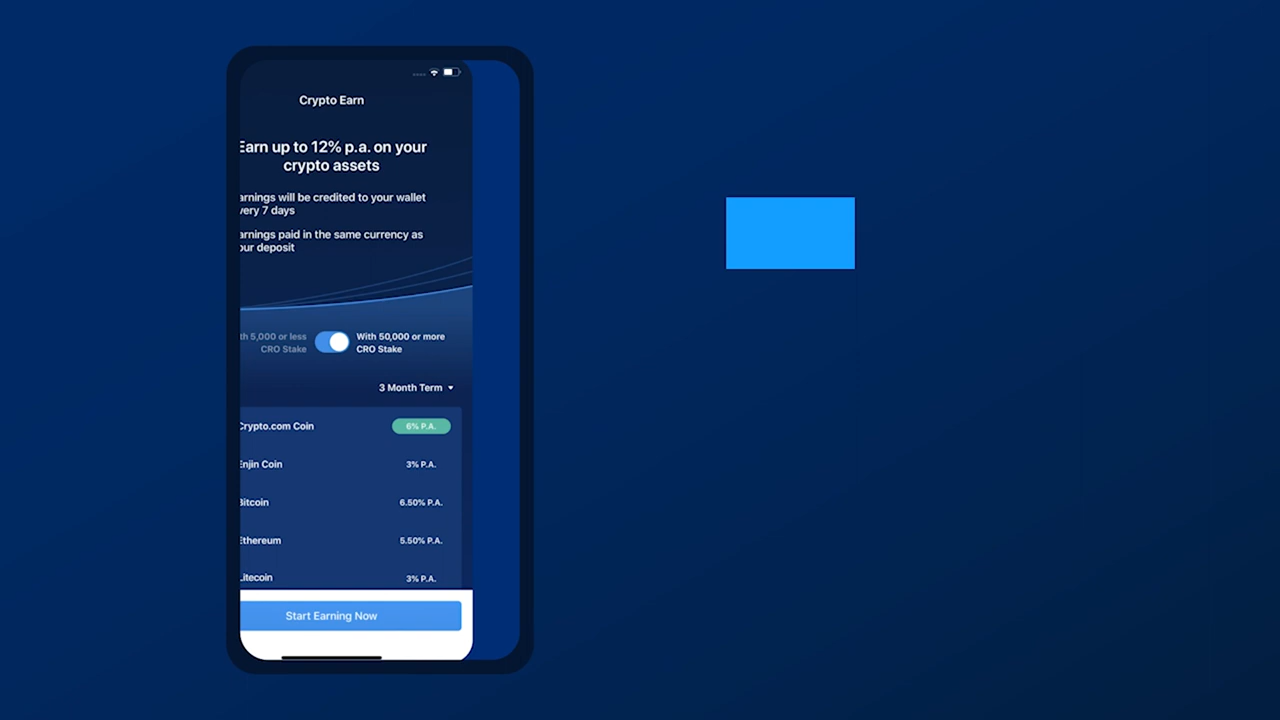 Crypto Earn
Earn up to 12% p.a. on your
crypto assets
arnings will be credited to your wallet
very 7 days
arnings paid in the same currency as
our deposit
th 5,000 or less
CRO Stake
With 50,000 or more
CRO Stake
3 Month Term
Crypto.com Coin 6% P.A.
Enjin Coin 3% P.A.
Bitcoin 6.50% P.A.
Ethereum 5.50% P.A.
Litecoin 3% P.A.
Start Earning Now